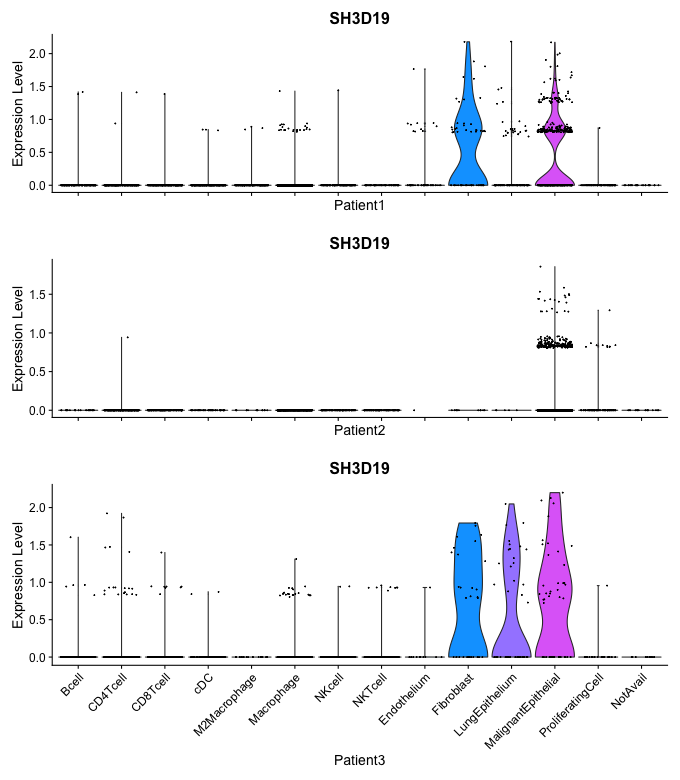 SH3D19
Expression Level
2.0
1.5
1.0
0.5
0.0
Patient1
SH3D19
Expression Level
1.5
1.0
0.5
0.0
Patient2
SH3D19
Expression Level
2.0
1.5
1.0
0.5
0.0
Bcell
CD4Tcell
CD8Tcell
cDC
M2Macrophage
Macrophage
NKcell
NKTcell
Endothelium
Fibroblast
LungEpithelium
MalignantEpithelial
ProliferatingCell
NotAvail
Patient3